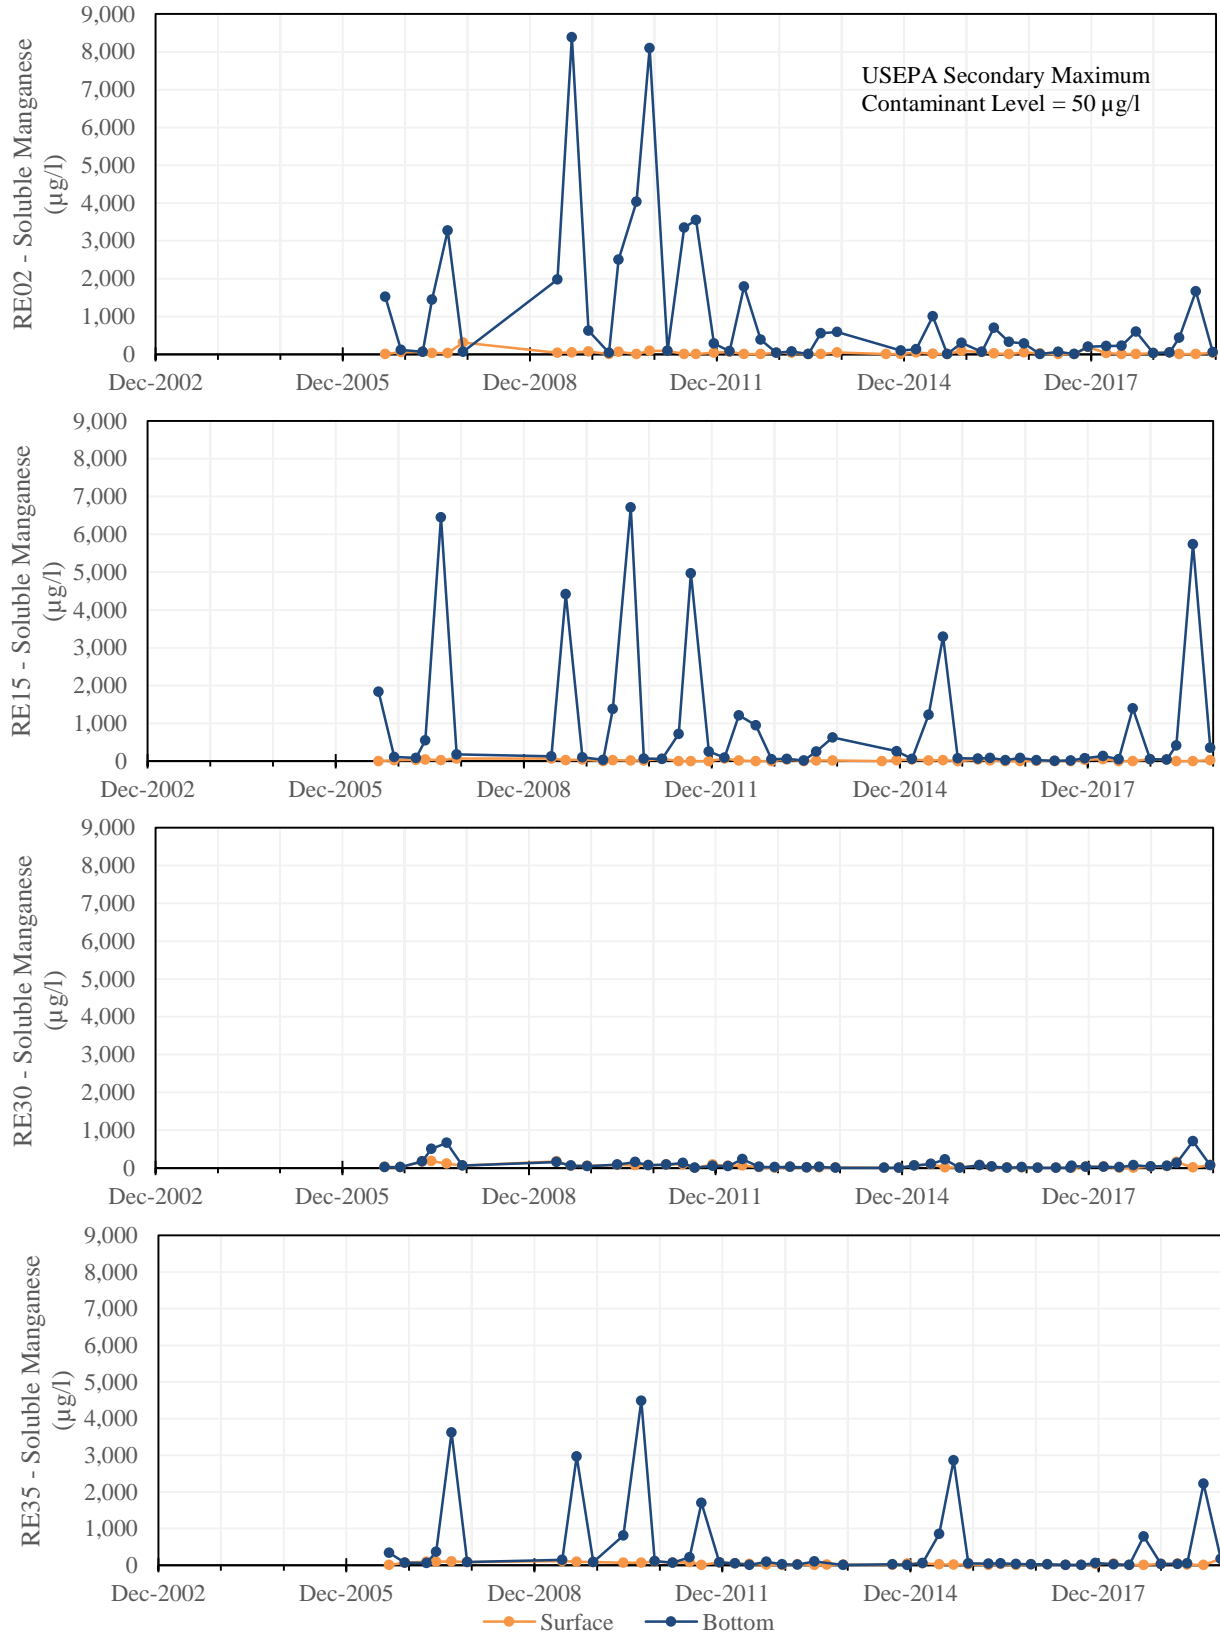 RE02 - Soluble Manganese
(µg/l)
9,000
8,000
7,000
6,000
5,000
4,000
3,000
2,000
1,000
0
USEPA Secondary Maximum
Contaminant Level = 50 µg/l
Dec-2002 Dec-2005 Dec-2008 Dec-2011 Dec-2014 Dec-2017
RE15 - Soluble Manganese
(µg/l)
9,000
8,000
7,000
6,000
5,000
4,000
3,000
2,000
1,000
0
Dec-2002 Dec-2005 Dec-2008 Dec-2011 Dec-2014 Dec-2017
RE30 - Soluble Manganese
(µg/l)
9,000
8,000
7,000
6,000
5,000
4,000
3,000
2,000
1,000
0
Dec-2002 Dec-2005 Dec-2008 Dec-2011 Dec-2014 Dec-2017
RE35 - Soluble Manganese
(µg/l)
9,000
8,000
7,000
6,000
5,000
4,000
3,000
2,000
1,000
0
Dec-2002 Dec-2005 Dec-2008 Dec-2011 Dec-2014 Dec-2017
Surface Bottom